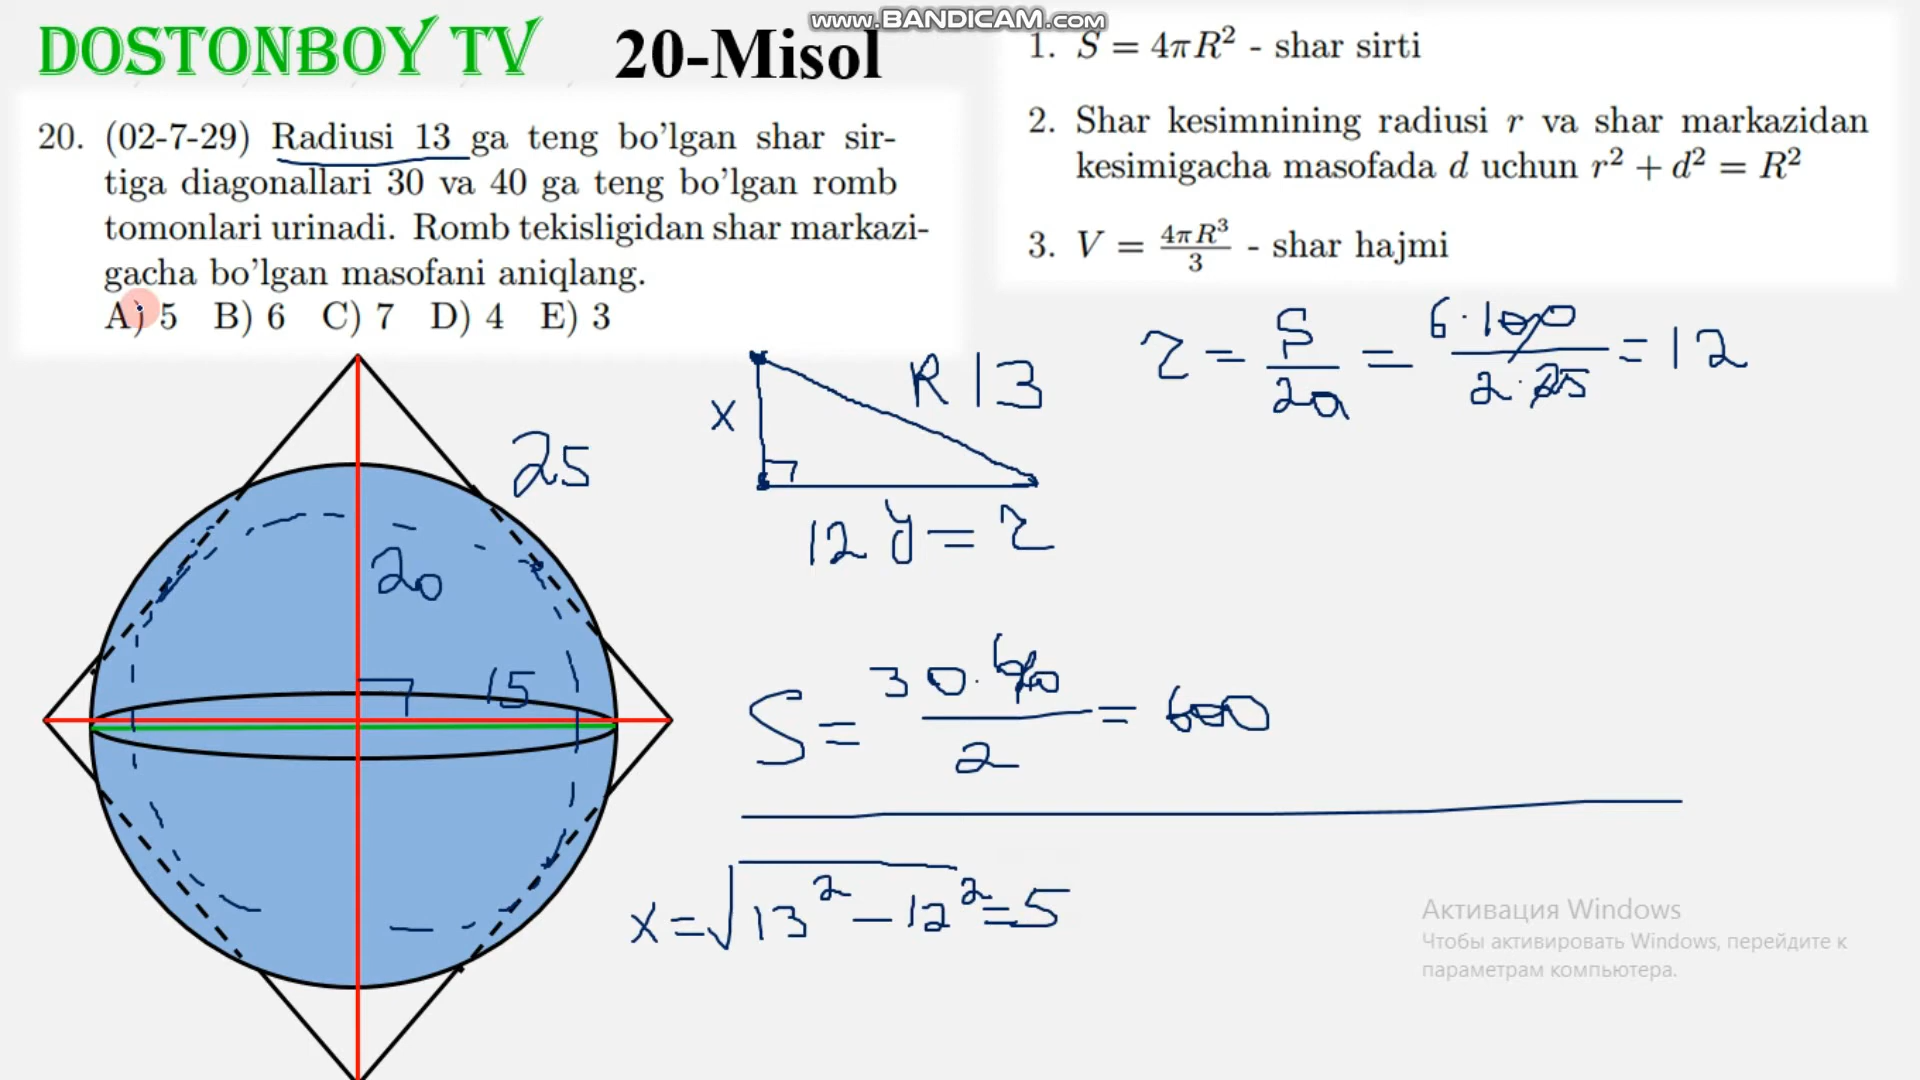 www.BANDICAM.com
DOSTONBOY TV
20-Misol
20. (02-7-29) Radiusi 13 ga teng bo'lgan shar sir-
tiga diagonallari 30 va 40 ga teng bo'lgan romb
tomonlari urinadi. Romb tekisligidan shar markazi-
gacha bo'lgan masofani aniqlang.
A) 5 B) 6 C) 7 D) 4 E) 3
1. S = 4πR² - shar sirti
2. Shar kesimnining radiusi r va shar markazidan
kesimigacha masofada d uchun r² + d² = R²
3. V = 4πR³/3 - shar hajmi
r = S/2a = 6·100/2·25 = 12
x
R 13
12 y = r
25
20
15
S = 30·40/2 = 600
x = √13² - 12² = 5
Активация Windows
Чтобы активировать Windows, перейдите к
параметрам компьютера.